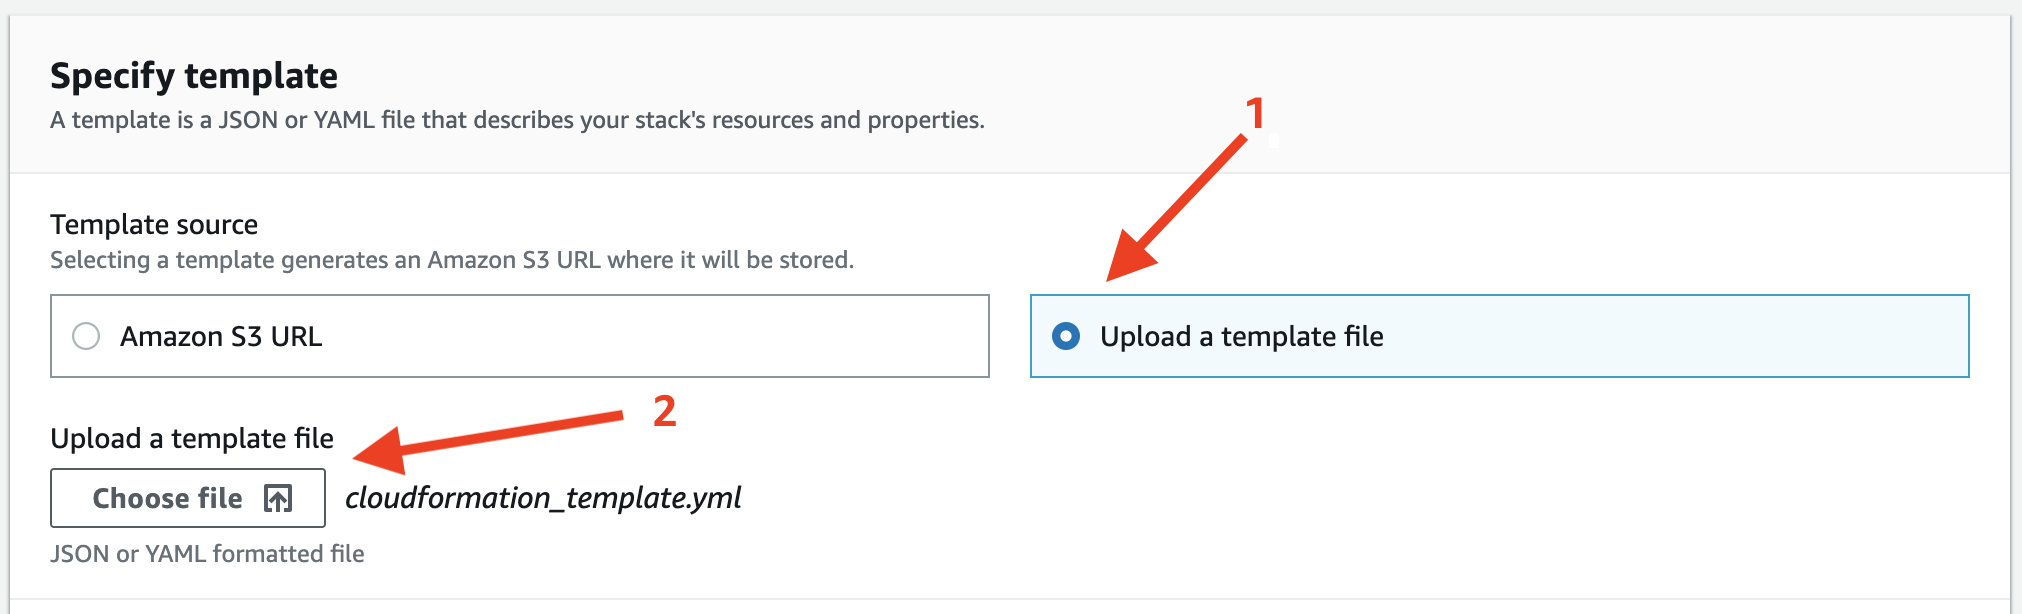 Specify template
A template is a JSON or YAML file that describes your stack's resources and properties.
1
Template source
Selecting a template generates an Amazon S3 URL where it will be stored.
Amazon S3 URL
Upload a template file
2
Upload a template file
Choose file
cloudformation_template.yml
JSON or YAML formatted file